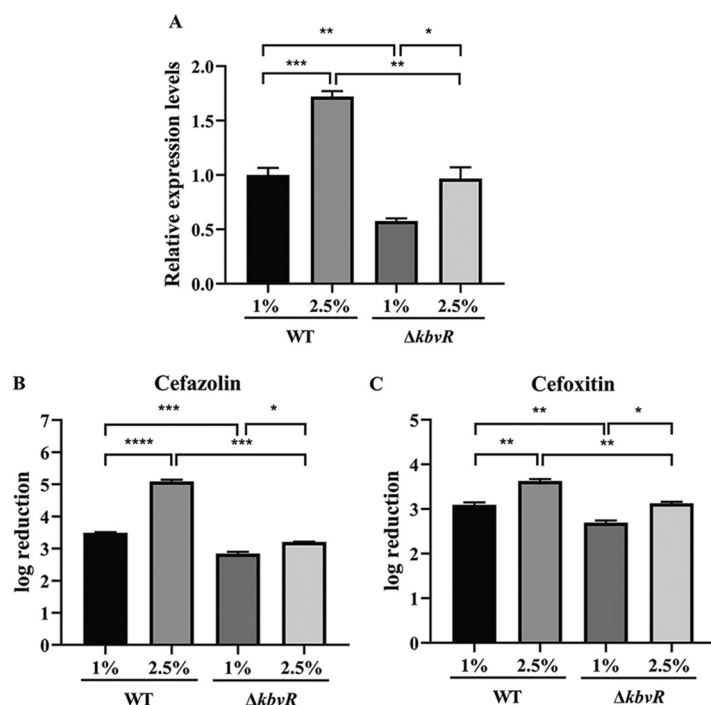 A
** *
*** **
Relative expression levels
2.0
1.5
1.0
0.5
0.0
1% 2.5% 1% 2.5%
WT ΔkbvR
B Cefazolin
*** *
**** ***
log reduction
7
6
5
4
3
2
1
0
1% 2.5% 1% 2.5%
WT ΔkbvR
C Cefoxitin
** *
** **
log reduction
5
4
3
2
1
0
1% 2.5% 1% 2.5%
WT ΔkbvR